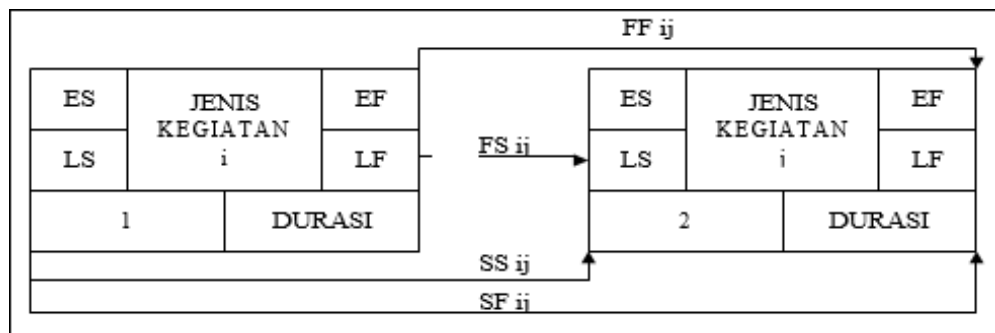 FF ij
ES
JENIS
KEGIATAN
i
EF
LS
LF
1
DURASI
FS ij
ES
JENIS
KEGIATAN
j
EF
LS
LF
2
DURASI
SS ij
SF ij